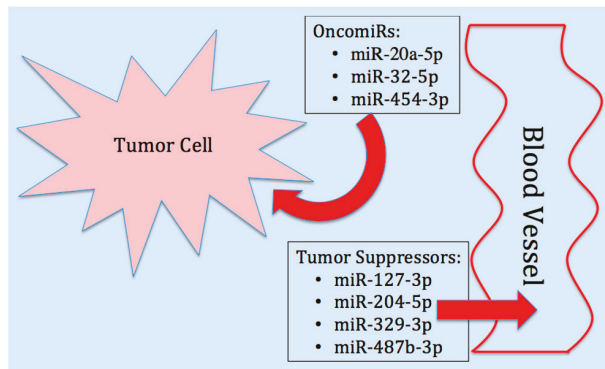 OncomiRs:
• miR-20a-5p
• miR-32-5p
• miR-454-3p
Tumor Cell
Blood Vessel
Tumor Suppressors:
• miR-127-3p
• miR-204-5p
• miR-329-3p
• miR-487b-3p